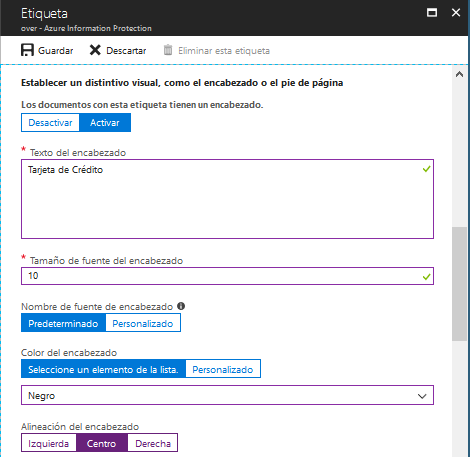 Etiqueta
over - Azure Information Protection
Guardar Descartar Eliminar esta etiqueta
Establecer un distintivo visual, como el encabezado o el pie de página
Los documentos con esta etiqueta tienen un encabezado.
Desactivar Activar
* Texto del encabezado
Tarjeta de Crédito
* Tamaño de fuente del encabezado
10
Nombre de fuente de encabezado
Predeterminado Personalizado
Color del encabezado
Seleccione un elemento de la lista. Personalizado
Negro
Alineación del encabezado
Izquierda Centro Derecha